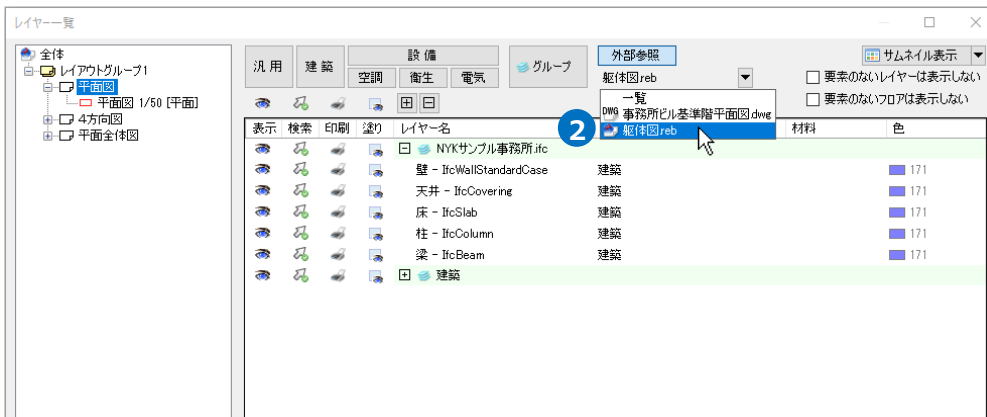 レイヤー一覧
全体
レイアウトグループ1
平面図
平面図 1/50 [平面]
4方向図
平面全体図
汎用 建築 設備 グループ 外部参照 サムネイル表示
空調 衛生 電気 躯体図reb 要素のないレイヤーは表示しない
一覧 要素のないフロアは表示しない
DWG 事務所ビル基準階平面図.dwg
2 躯体図reb
表示 検索 印刷 塗り レイヤー名 材料 色
NYKサンプル事務所.ifc
壁 - IfcWallStandardCase 建築 171
天井 - IfcCovering 建築 171
床 - IfcSlab 建築 171
柱 - IfcColumn 建築 171
梁 - IfcBeam 建築 171
建築